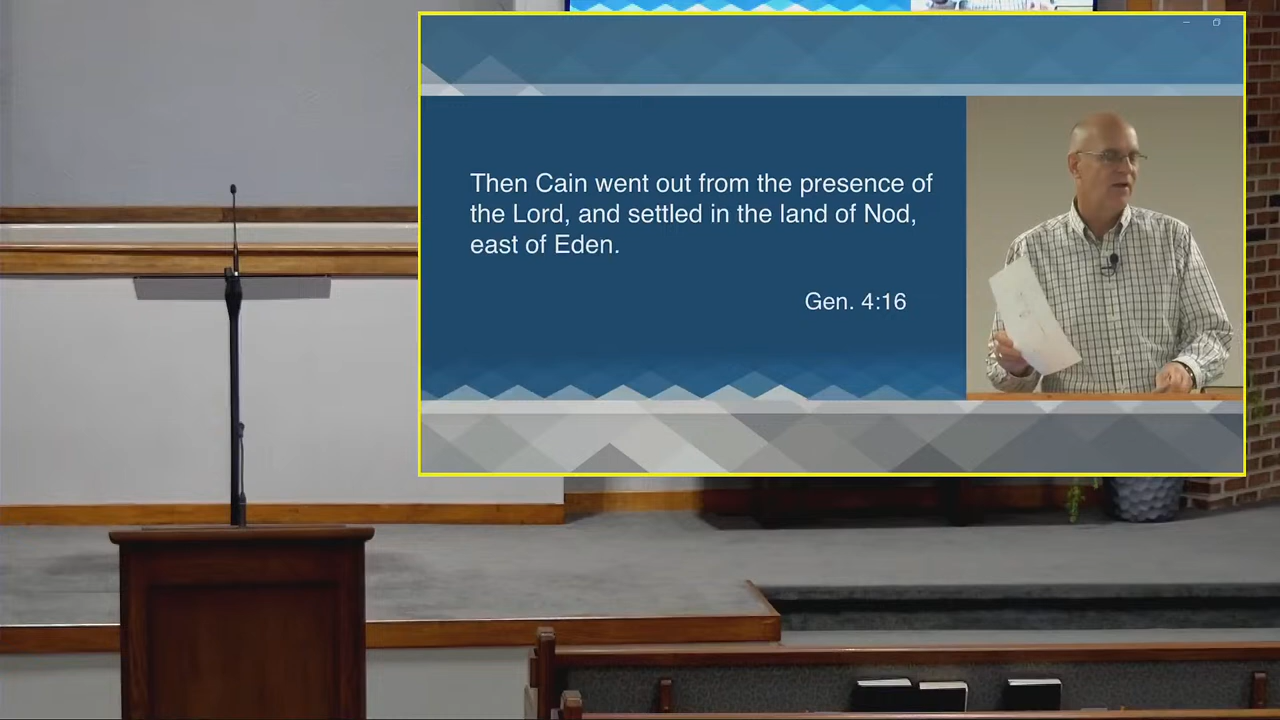 Then Cain went out from the presence of
the Lord, and settled in the land of Nod,
east of Eden.
Gen. 4:16